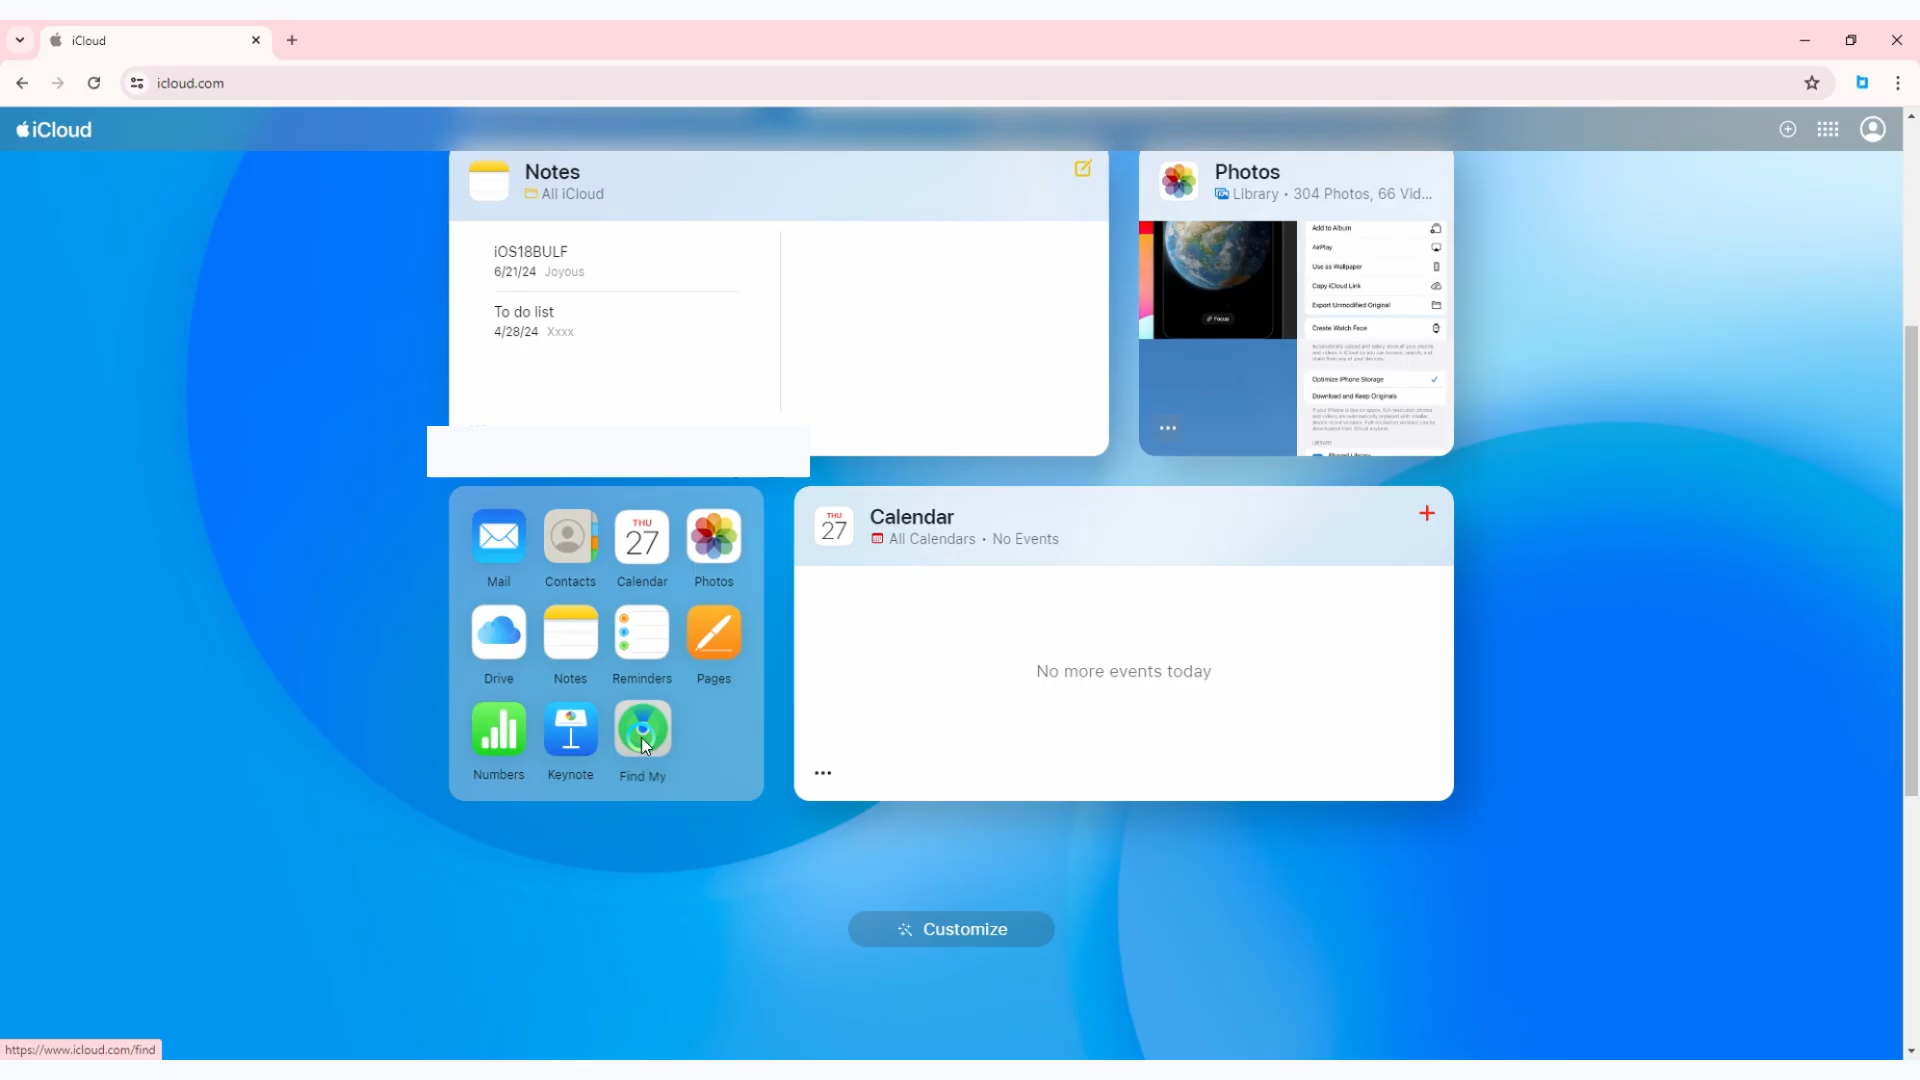 iCloud
icloud.com
iCloud
Notes
All iCloud
iOS18BULF
6/21/24 Joyous
To do list
4/28/24 Xxxx
Photos
Library • 304 Photos, 66 Vid...
Focus
Add to Album
AirPlay
Use as Wallpaper
Copy iCloud Link
Export Unmodified Original
Create Watch Face
Optimize iPhone Storage
Download and Keep Originals
LIBRARY
Shared Library
Mail
Contacts
THU
27
Calendar
Photos
Drive
Notes
Reminders
Pages
Numbers
Keynote
Find My
THU
27
Calendar
All Calendars • No Events
No more events today
Customize
https://www.icloud.com/find